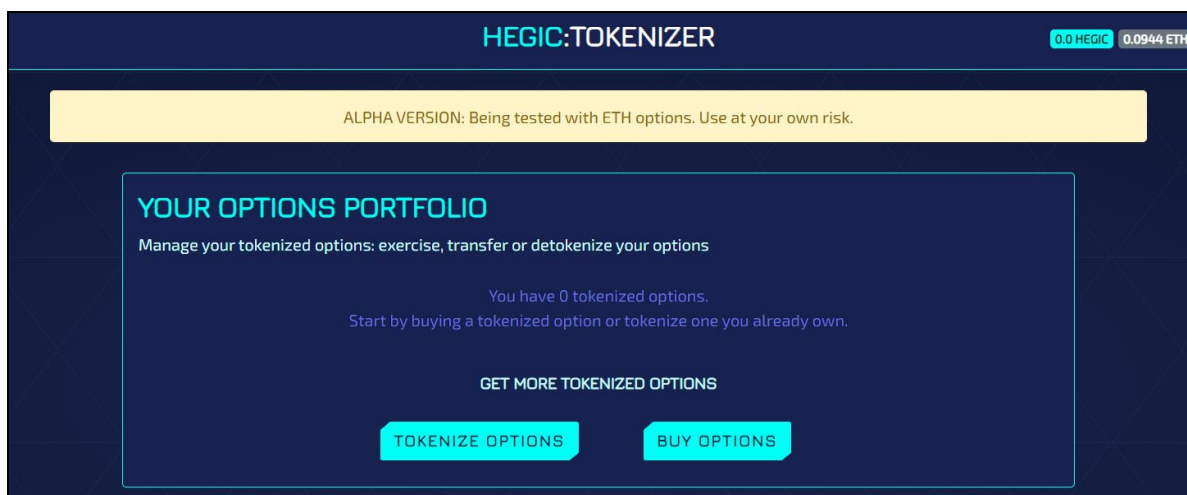 HEGIC:TOKENIZER
0.0 HEGIC 0.0944 ETH
ALPHA VERSION: Being tested with ETH options. Use at your own risk.
YOUR OPTIONS PORTFOLIO
Manage your tokenized options: exercise, transfer or detokenize your options
You have 0 tokenized options.
Start by buying a tokenized option or tokenize one you already own.
GET MORE TOKENIZED OPTIONS
TOKENIZE OPTIONS BUY OPTIONS